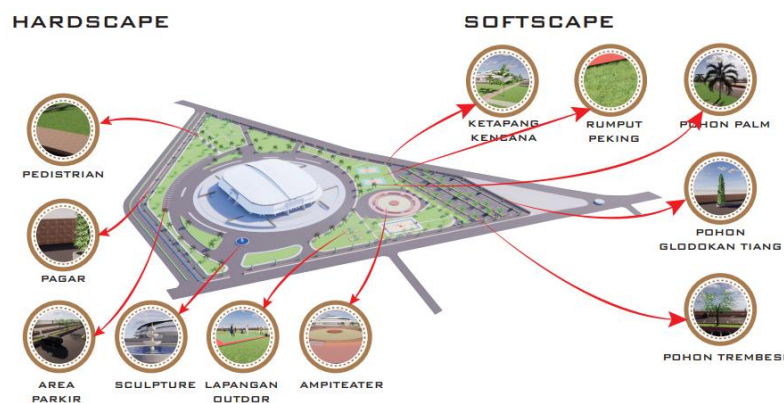 HARDSCAPE
SOFTSCAPE
KETAPANG
KENCANA
RUMPUT
PEKING
POHON PALM
PEDISTRIAN
POHON
GLODOKAN TIANG
PAGAR
POHON TREMBESI
AREA
PARKIR
SCULPTURE
LAPANGAN
OUTDOR
AMPITEATER